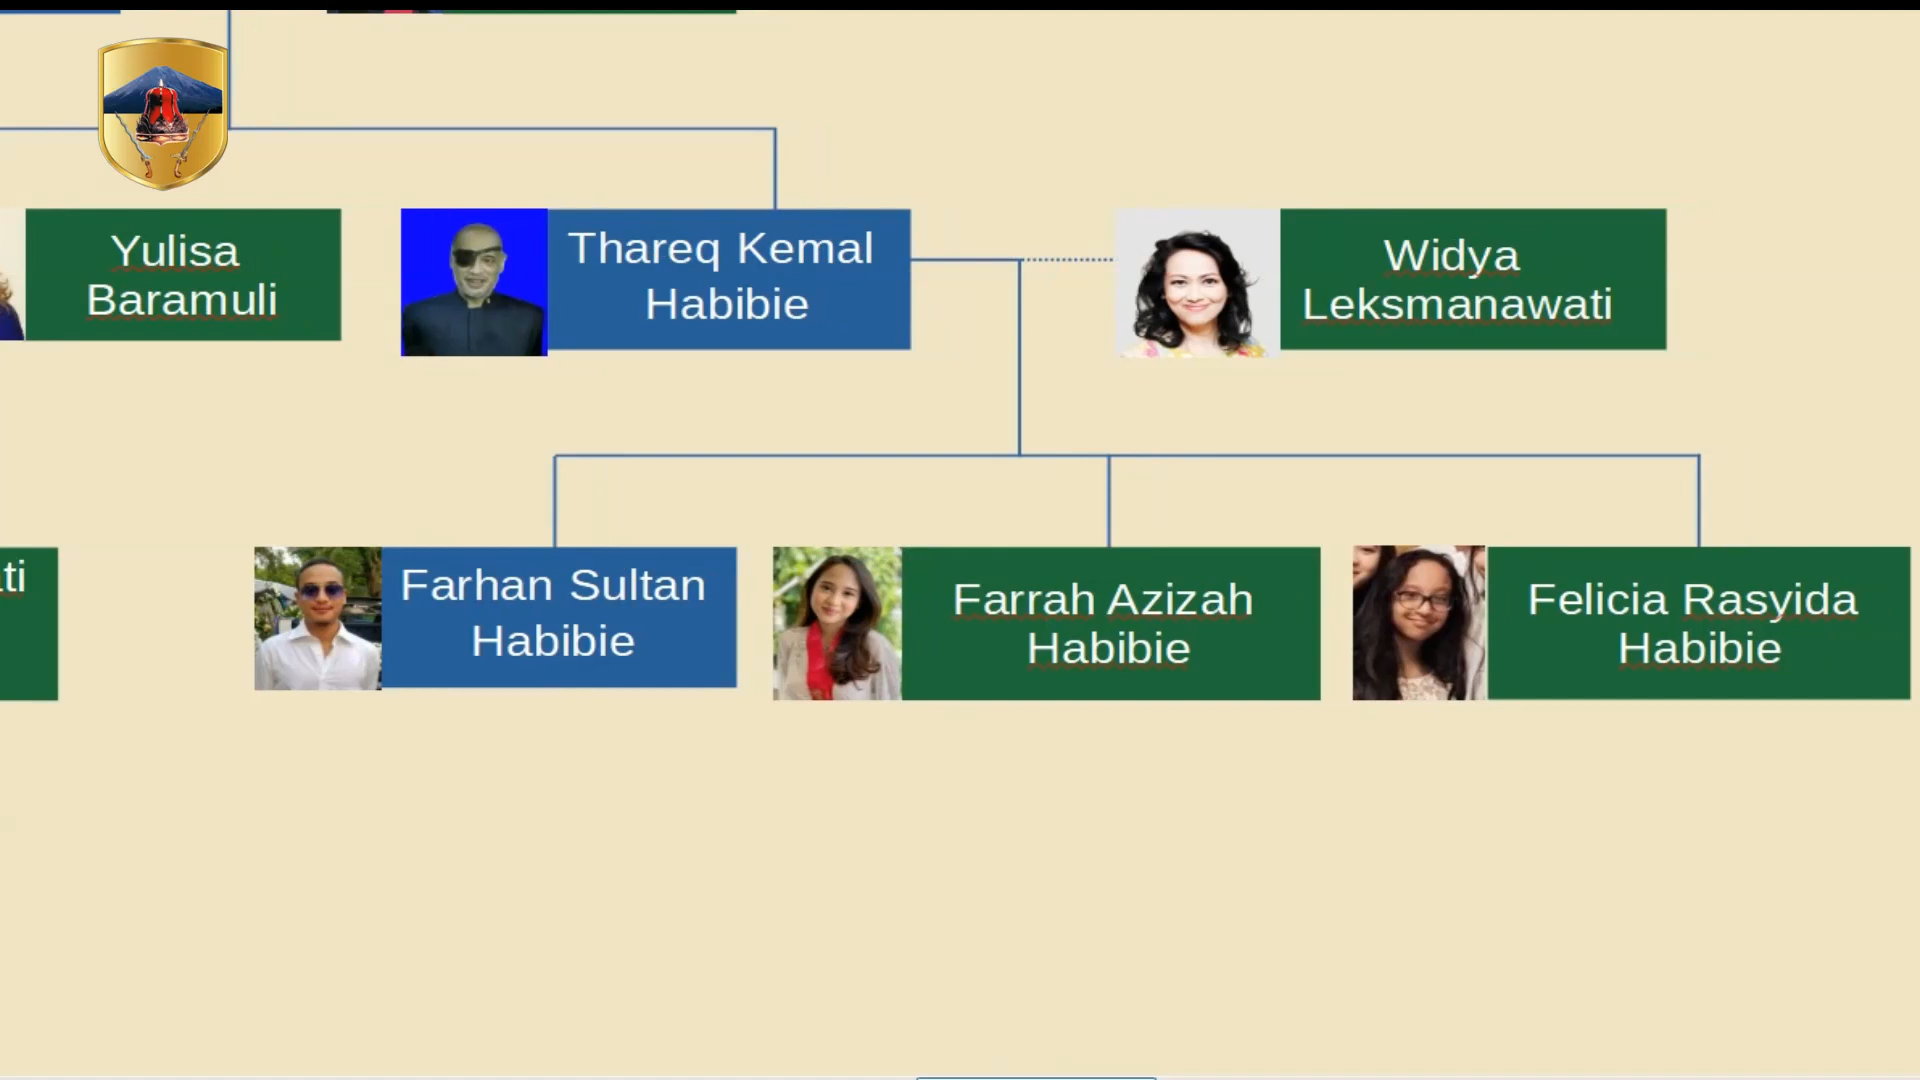 Yulisa
Baramuli
Thareq Kemal
Habibie
Widya
Leksmanawati
ti
Farhan Sultan
Habibie
Farrah Azizah
Habibie
Felicia Rasyida
Habibie